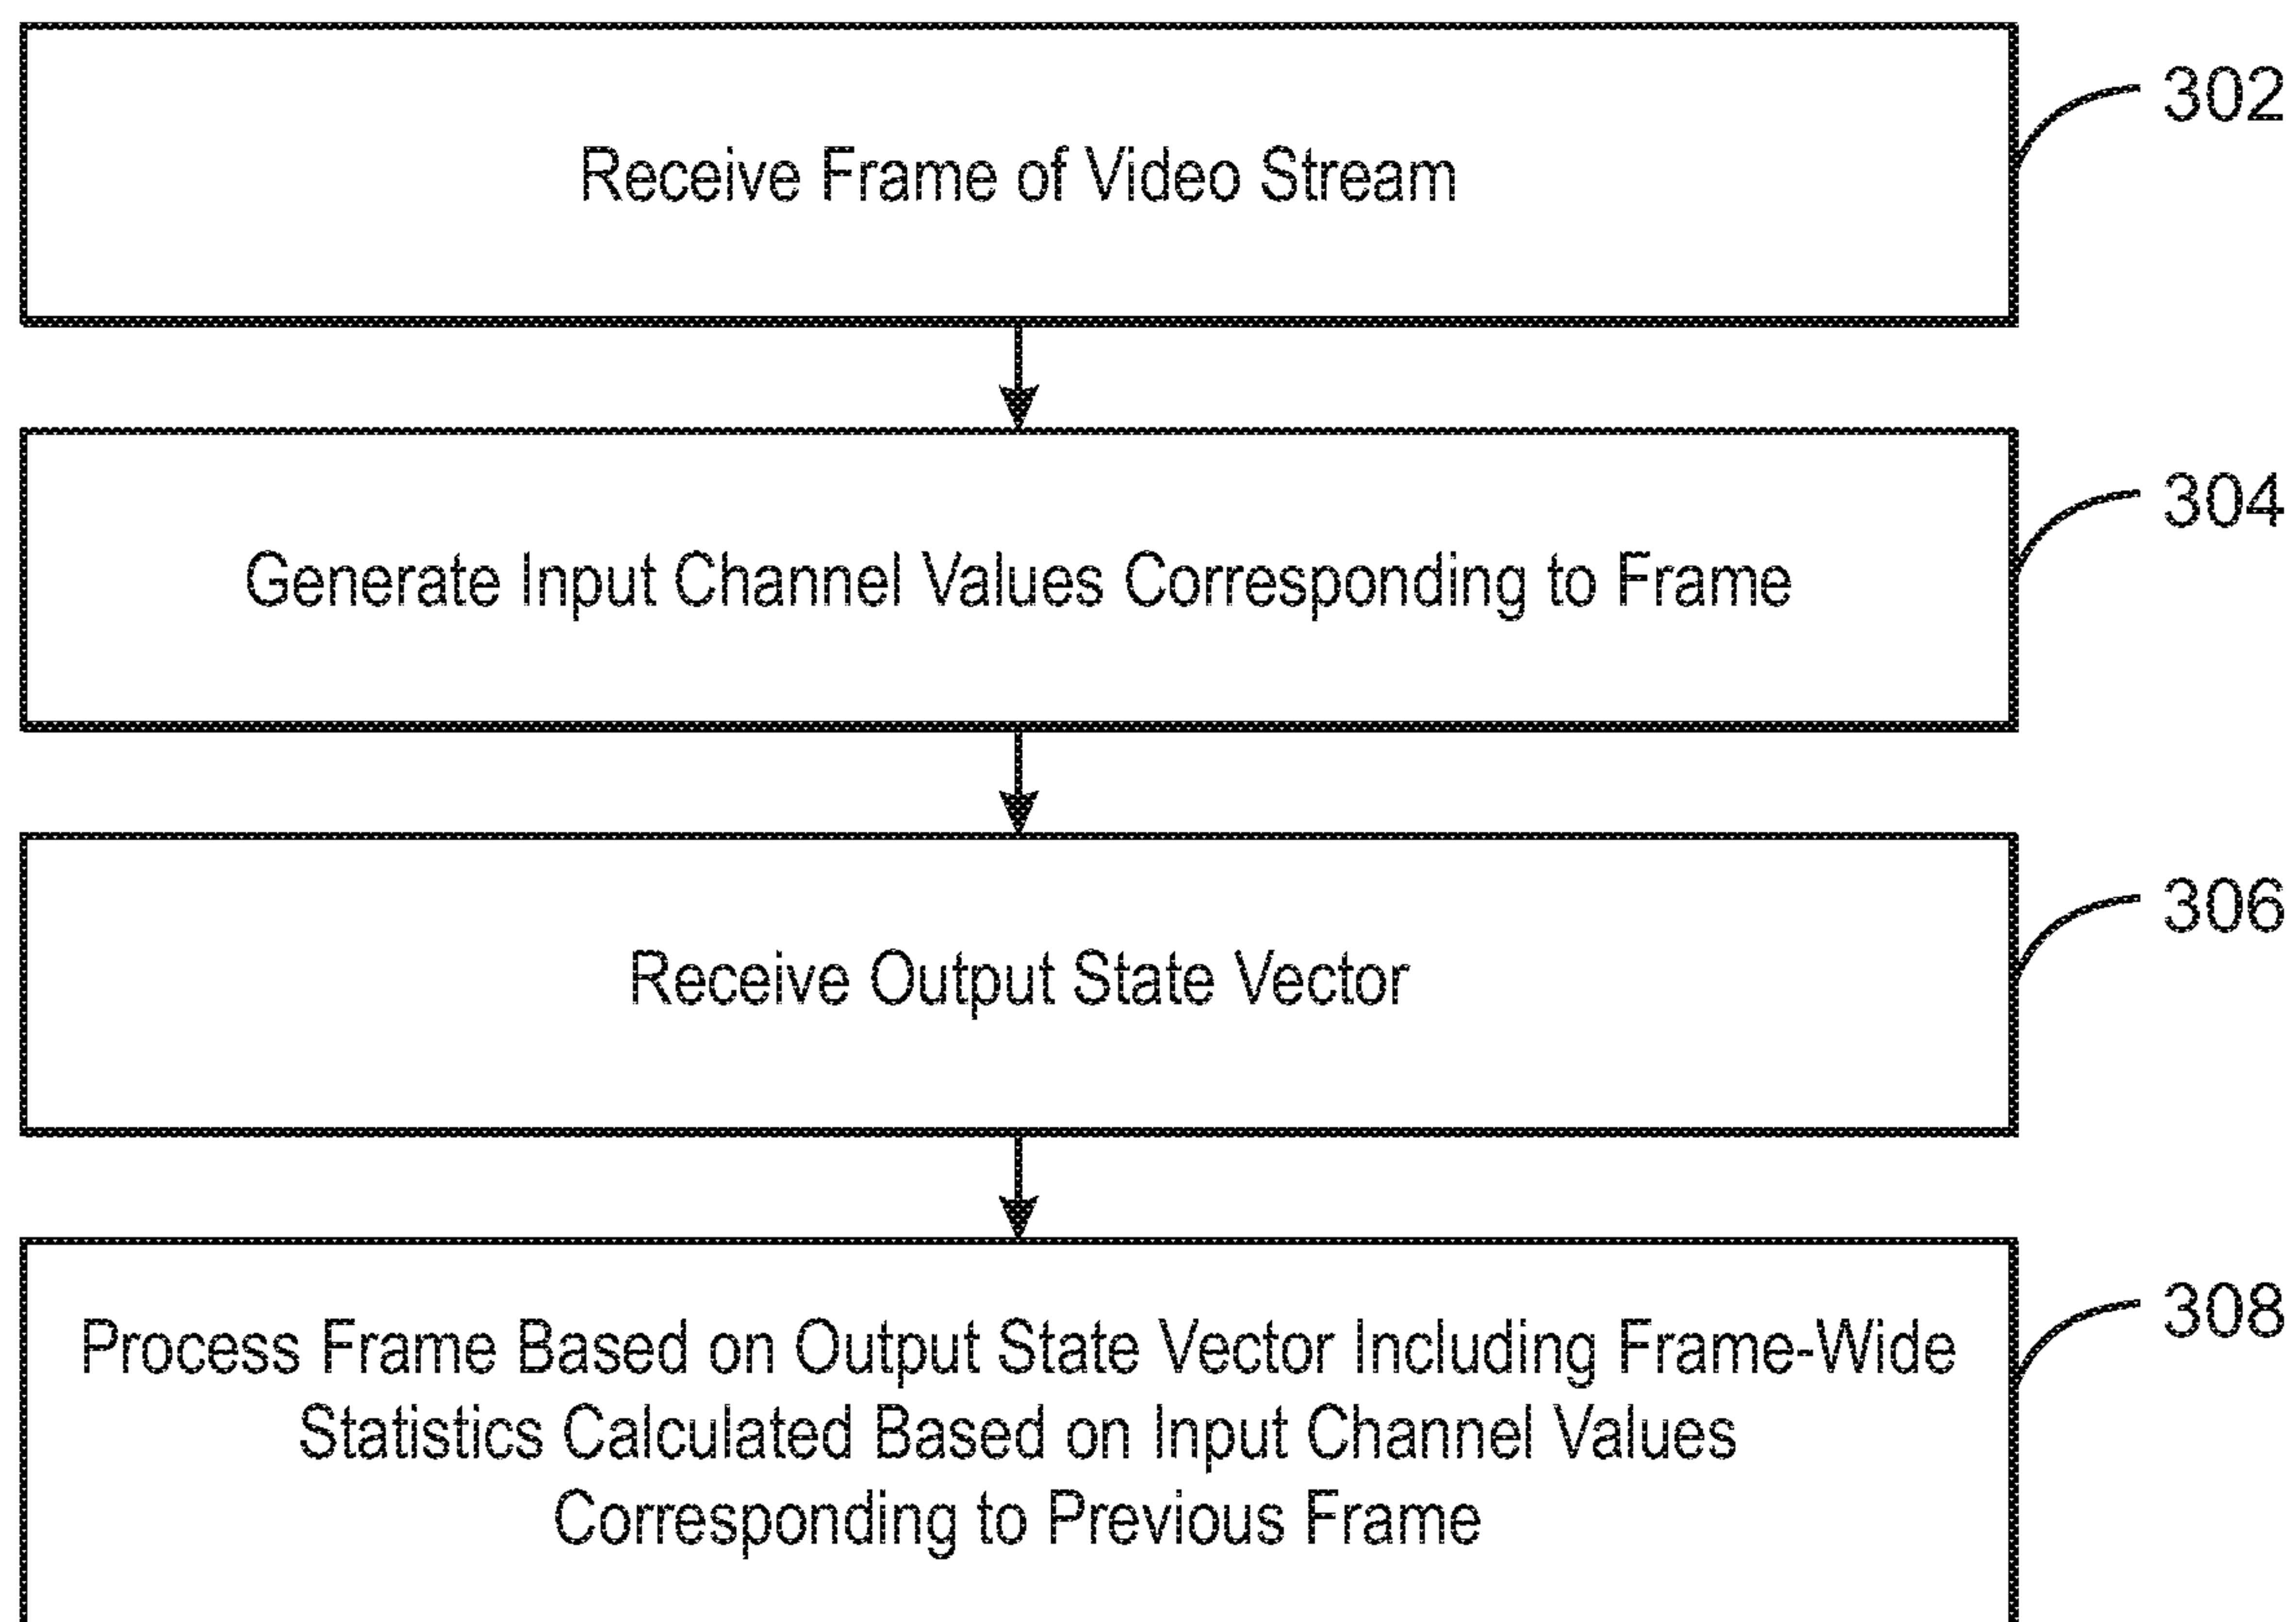 Receive Frame of Video Stream
302
Generate Input Channel Values Corresponding to Frame
304
Receive Output State Vector
306
Process Frame Based on Output State Vector Including Frame-Wide
Statistics Calculated Based on Input Channel Values
Corresponding to Previous Frame
308